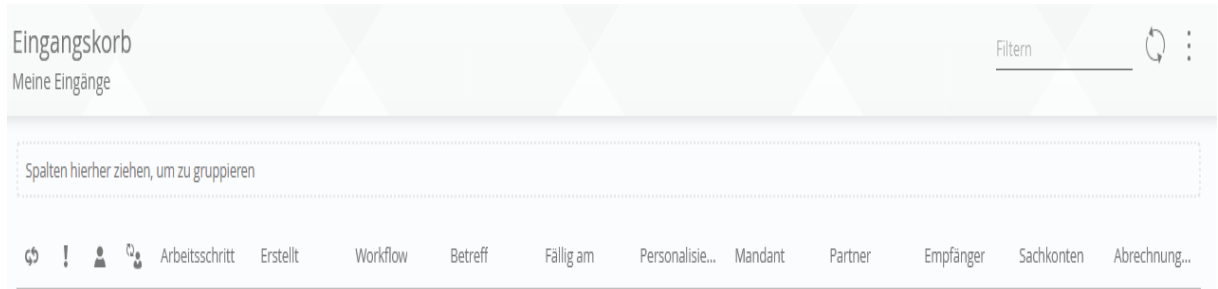 Eingangskorb
Filtern
Meine Eingänge
Spalten hierher ziehen, um zu gruppieren
Arbeitsschritt Erstellt Workflow Betreff Fällig am Personalisie... Mandant Partner Empfänger Sachkonten Abrechnung...